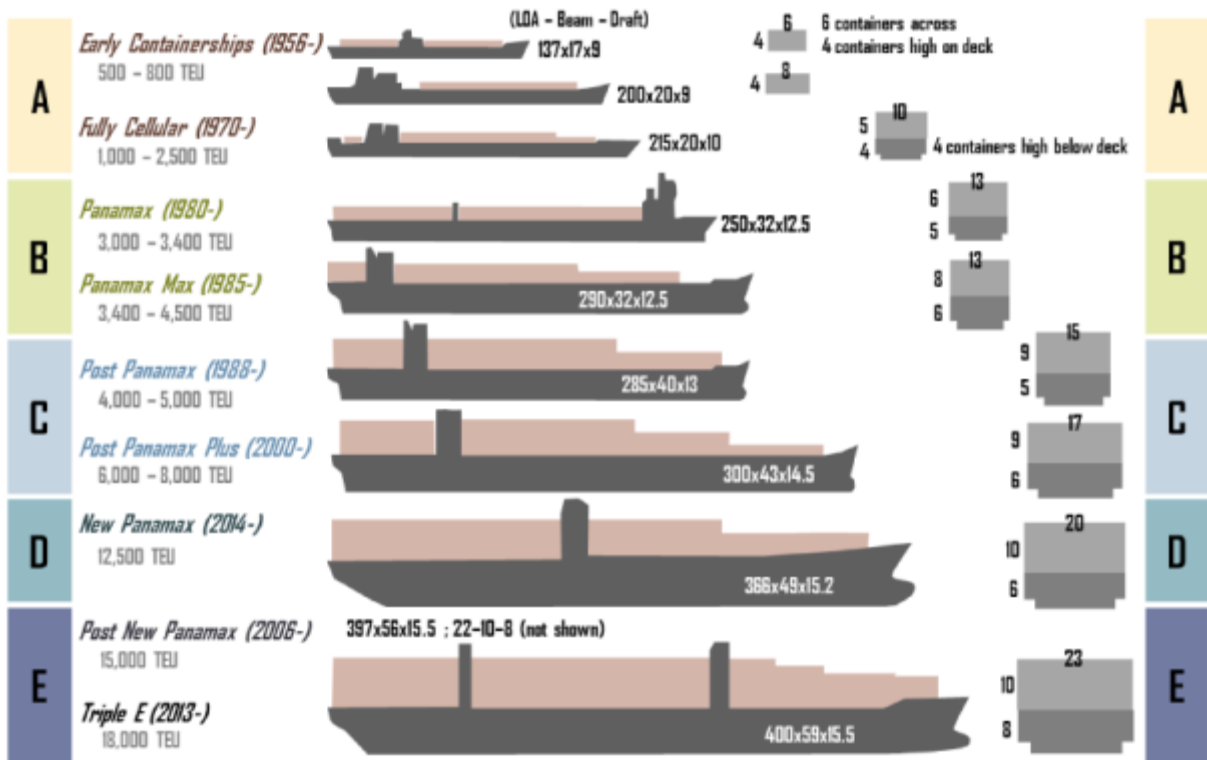 (LOA – Beam – Draft)
A
Early Containerships (1956-)
500 – 800 TEU
137x17x9
6
4
6 containers across
4 containers high on deck
A
200x20x9
8
4
Fully Cellular (1970-)
1,000 – 2,500 TEU
215x20x10
10
5
4
4 containers high below deck
B
Panamax (1980-)
3,000 – 3,400 TEU
250x32x12.5
13
6
5
B
Panamax Max (1985-)
3,400 – 4,500 TEU
290x32x12.5
13
8
6
C
Post Panamax (1988-)
4,000 – 5,000 TEU
285x40x13
15
9
5
C
Post Panamax Plus (2000-)
6,000 – 8,000 TEU
300x43x14.5
17
9
6
D
New Panamax (2014-)
12,500 TEU
366x49x15.2
20
10
6
D
E
Post New Panamax (2006-)
15,000 TEU
397x56x15.5 ; 22-10-8 (not shown)
Triple E (2013-)
18,000 TEU
400x59x15.5
23
10
8
E